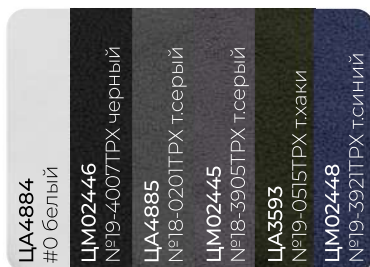 ЦА4884
#0 белый
ЦМ02446
№19-4007TPX черный
ЦА4885
№18-0201TPX т.серый
ЦМ02445
№18-3905TPX т.серый
ЦА3593
№19-0515TPX т.хаки
ЦМ02448
№19-3921TPX т.синий